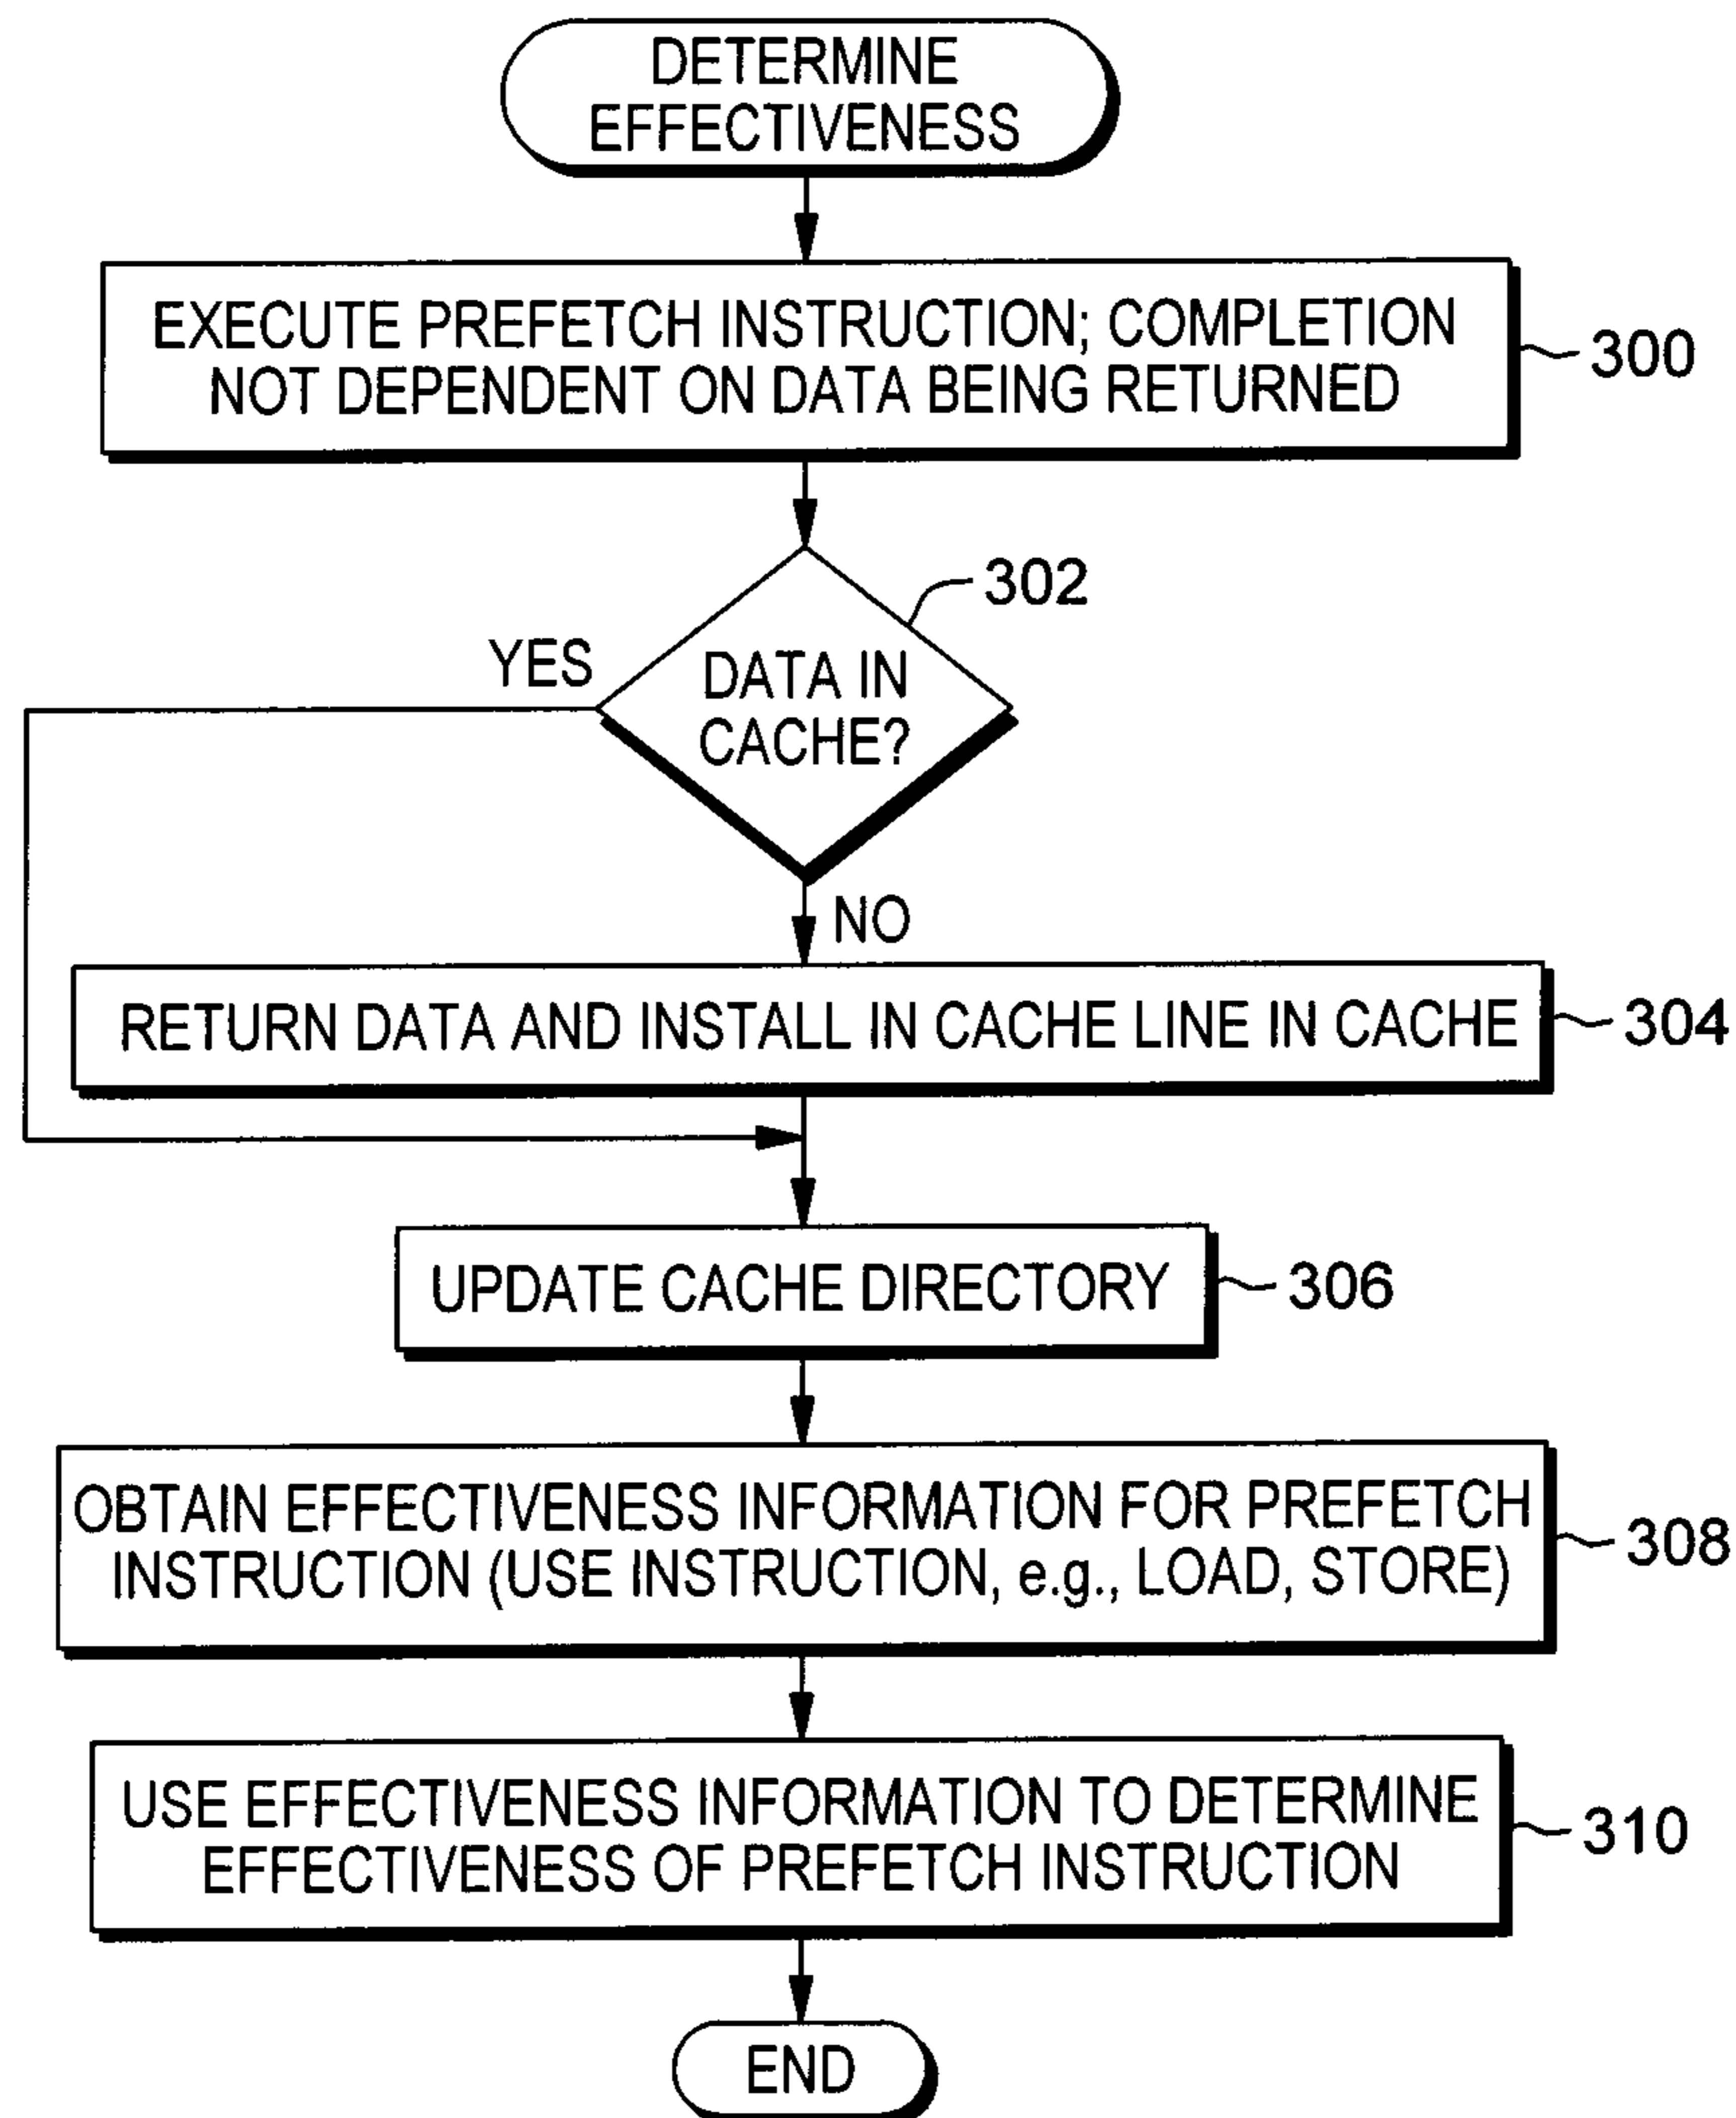 DETERMINE
EFFECTIVENESS
EXECUTE PREFETCH INSTRUCTION; COMPLETION
NOT DEPENDENT ON DATA BEING RETURNED
300
302
YES
DATA IN
CACHE?
NO
RETURN DATA AND INSTALL IN CACHE LINE IN CACHE
304
UPDATE CACHE DIRECTORY
306
OBTAIN EFFECTIVENESS INFORMATION FOR PREFETCH
INSTRUCTION (USE INSTRUCTION, e.g., LOAD, STORE)
308
USE EFFECTIVENESS INFORMATION TO DETERMINE
EFFECTIVENESS OF PREFETCH INSTRUCTION
310
END